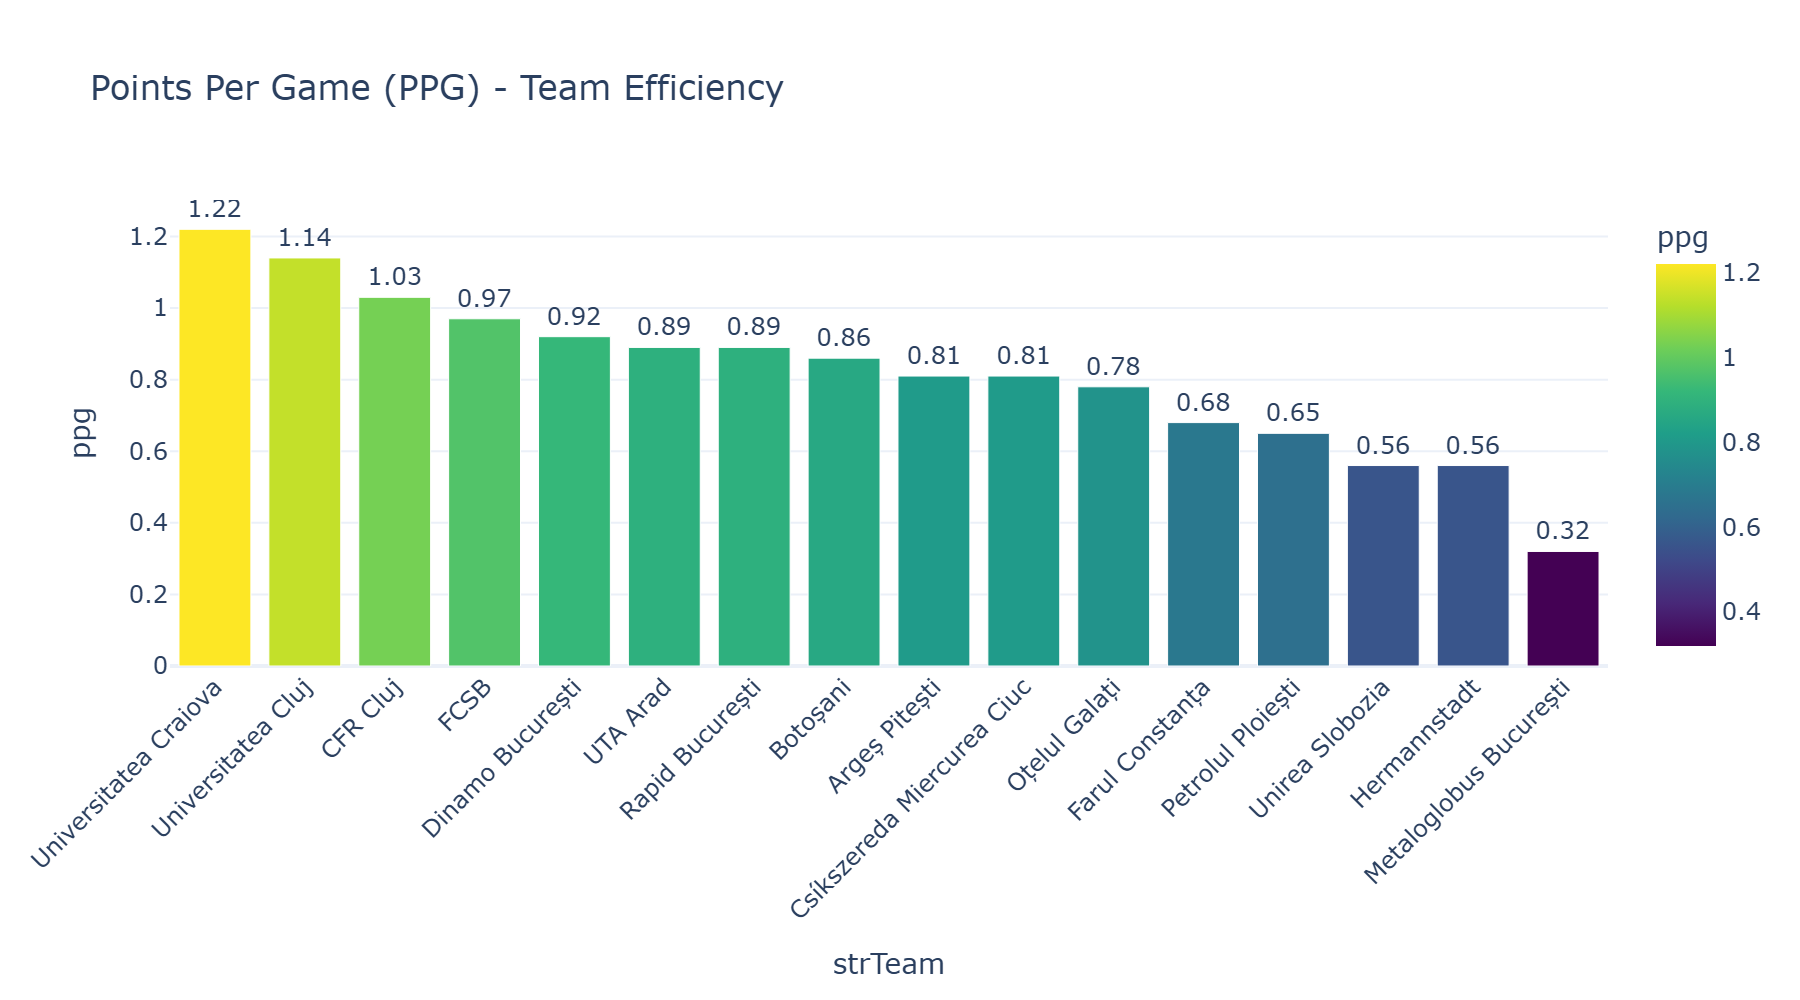 Points Per Game (PPG) - Team Efficiency
1.22
1.14
1.03
0.97
0.92
0.89
0.89
0.86
0.81
0.81
0.78
0.68
0.65
0.56
0.56
0.32
1.2
1
0.8
0.6
0.4
0.2
0
ppg
Universitatea Craiova
Universitatea Cluj
CFR Cluj
FCSB
Dinamo București
UTA Arad
Rapid București
Botoșani
Argeș Pitești
Csíkszereda Miercurea Ciuc
Oțelul Galați
Farul Constanța
Petrolul Ploiești
Unirea Slobozia
Hermannstadt
Metaloglobus București
strTeam
ppg
1.2
1
0.8
0.6
0.4